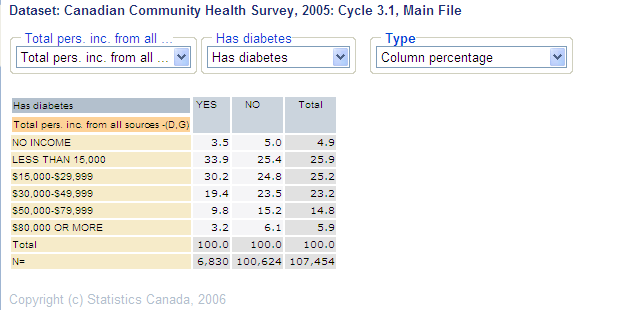 Dataset: Canadian Community Health Survey, 2005: Cycle 3.1, Main File
Total pers. inc. from all ... Has diabetes Type
Total pers. inc. from all ... Has diabetes Column percentage
Has diabetes YES NO Total
Total pers. inc. from all sources -(D,G)
NO INCOME 3.5 5.0 4.9
LESS THAN 15,000 33.9 25.4 25.9
$15,000-$29,999 30.2 24.8 25.2
$30,000-$49,999 19.4 23.5 23.2
$50,000-$79,999 9.8 15.2 14.8
$80,000 OR MORE 3.2 6.1 5.9
Total 100.0 100.0 100.0
N= 6,830 100,624 107,454
Copyright (c) Statistics Canada, 2006